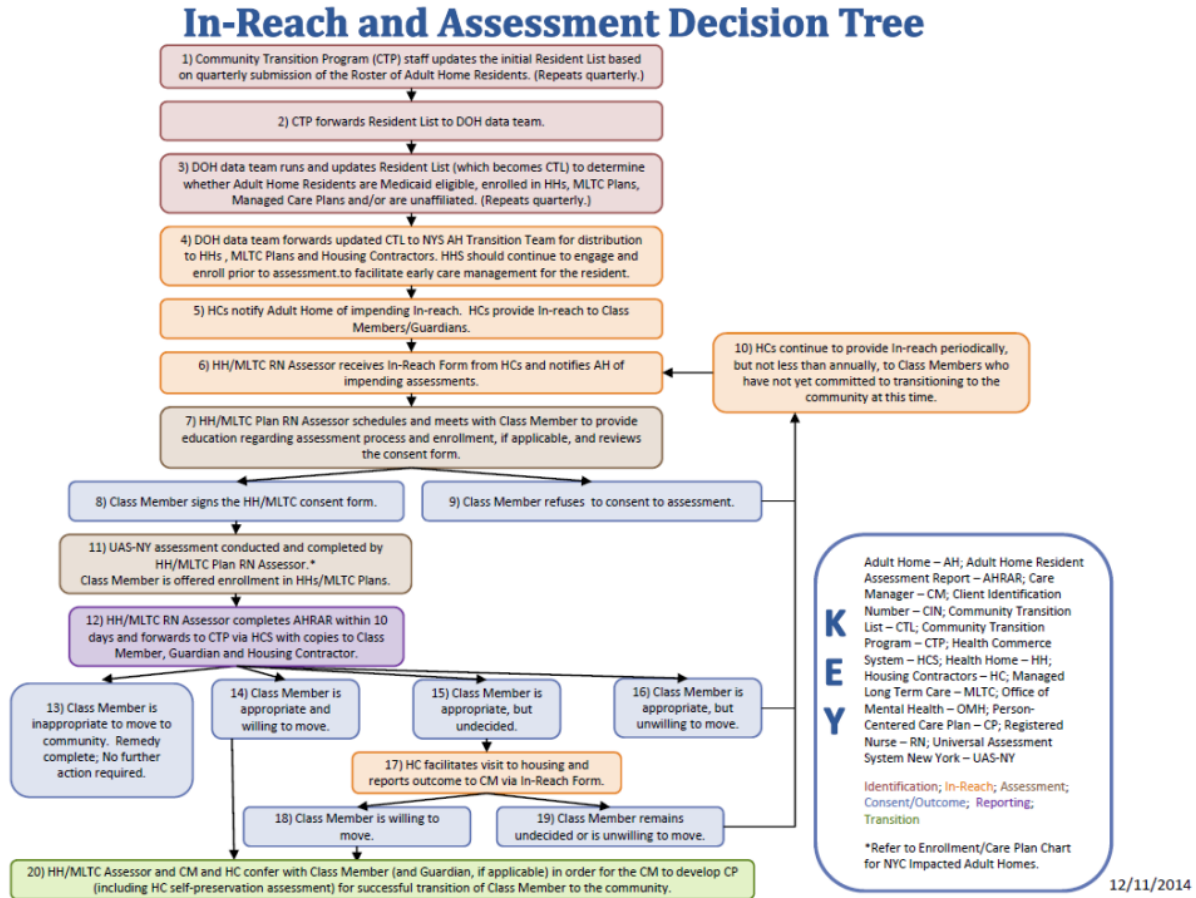 In-Reach and Assessment Decision Tree
1) Community Transition Program (CTP) staff updates the initial Resident List based
on quarterly submission of the Roster of Adult Home Residents. (Repeats quarterly.)
2) CTP forwards Resident List to DOH data team.
3) DOH data team runs and updates Resident List (which becomes CTL) to determine
whether Adult Home Residents are Medicaid eligible, enrolled in HHs, MLTC Plans,
Managed Care Plans and/or are unaffiliated. (Repeats quarterly.)
4) DOH data team forwards updated CTL to NYS AH Transition Team for distribution
to HHs , MLTC Plans and Housing Contractors. HHS should continue to engage and
enroll prior to assessment.to facilitate early care management for the resident.
5) HCs notify Adult Home of impending In-reach.  HCs provide In-reach to Class
Members/Guardians.
6) HH/MLTC RN Assessor receives In-Reach Form from HCs and notifies AH of
impending assessments.
10) HCs continue to provide In-reach periodically,
but not less than annually, to Class Members who
have not yet committed to transitioning to the
community at this time.
7) HH/MLTC Plan RN Assessor schedules and meets with Class Member to provide
education regarding assessment process and enrollment, if applicable, and reviews
the consent form.
8) Class Member signs the HH/MLTC consent form.
9) Class Member refuses  to consent to assessment.
11) UAS-NY assessment conducted and completed by
HH/MLTC Plan RN Assessor.*
Class Member is offered enrollment in HHs/MLTC Plans.
12) HH/MLTC RN Assessor completes AHRAR within 10
days and forwards to CTP via HCS with copies to Class
Member, Guardian and Housing Contractor.
13) Class Member is
inappropriate to move to
community.  Remedy
complete; No further
action required.
14) Class Member is
appropriate and
willing to move.
15) Class Member is
appropriate, but
undecided.
16) Class Member is
appropriate, but
unwilling to move.
17) HC facilitates visit to housing and
reports outcome to CM via In-Reach Form.
18) Class Member is willing to
move.
19) Class Member remains
undecided or is unwilling to move.
20) HH/MLTC Assessor and CM and HC confer with Class Member (and Guardian, if applicable) in order for the CM to develop CP
(including HC self-preservation assessment) for successful transition of Class Member to the community.
K
E
Y
Adult Home – AH; Adult Home Resident
Assessment Report – AHRAR; Care
Manager – CM; Client Identification
Number – CIN; Community Transition
List – CTL; Community Transition
Program – CTP; Health Commerce
System – HCS; Health Home – HH;
Housing Contractors – HC; Managed
Long Term Care – MLTC; Office of
Mental Health – OMH; Person-
Centered Care Plan – CP; Registered
Nurse – RN; Universal Assessment
System New York – UAS-NY
Identification; In-Reach; Assessment;
Consent/Outcome;  Reporting;
Transition
*Refer to Enrollment/Care Plan Chart
for NYC Impacted Adult Homes.
12/11/2014